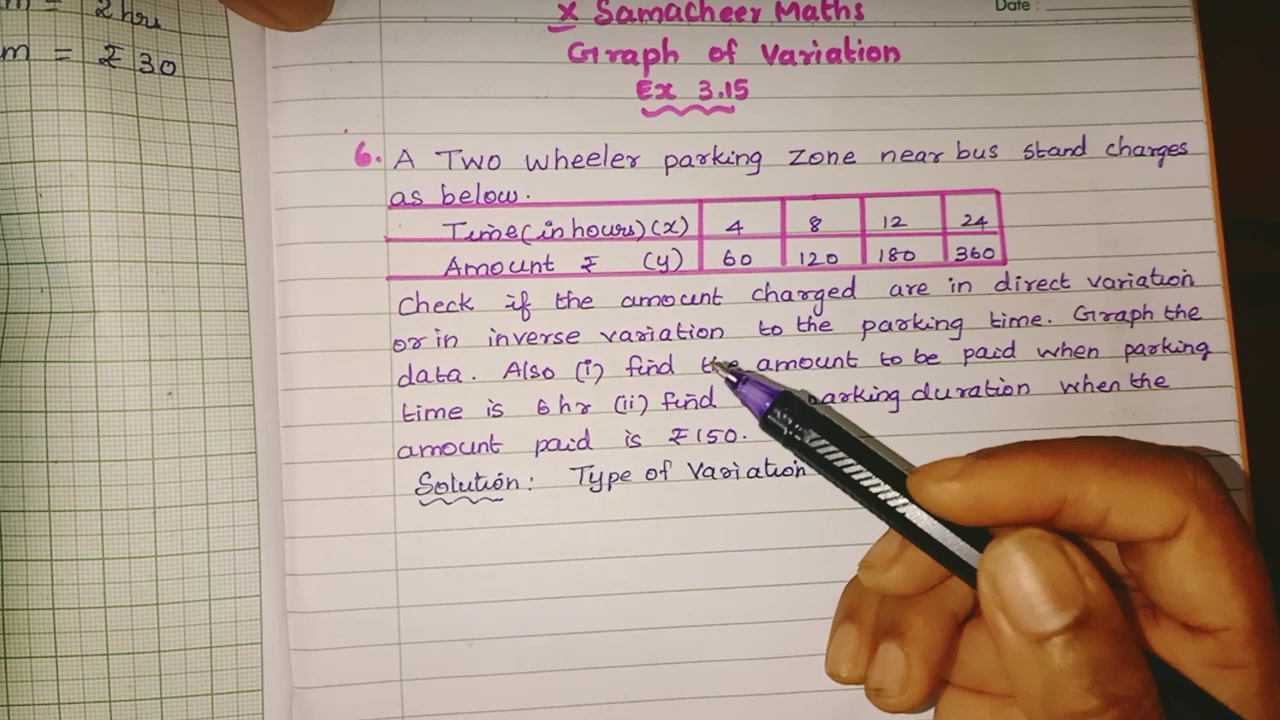 2 hrs
m = ₹ 30
X Samacheer Maths
Date :
Graph of Variation
Ex 3.15
6. A Two wheeler parking zone near bus stand charges
as below.
Time (in hours) (x) 4 8 12 24
Amount ₹ (y) 60 120 180 360
Check if the amount charged are in direct variation
or in inverse variation to the parking time. Graph the
data. Also (i) find the amount to be paid when parking
time is 6 hr (ii) find parking duration when the
amount paid is ₹150.
Solution: Type of Variation